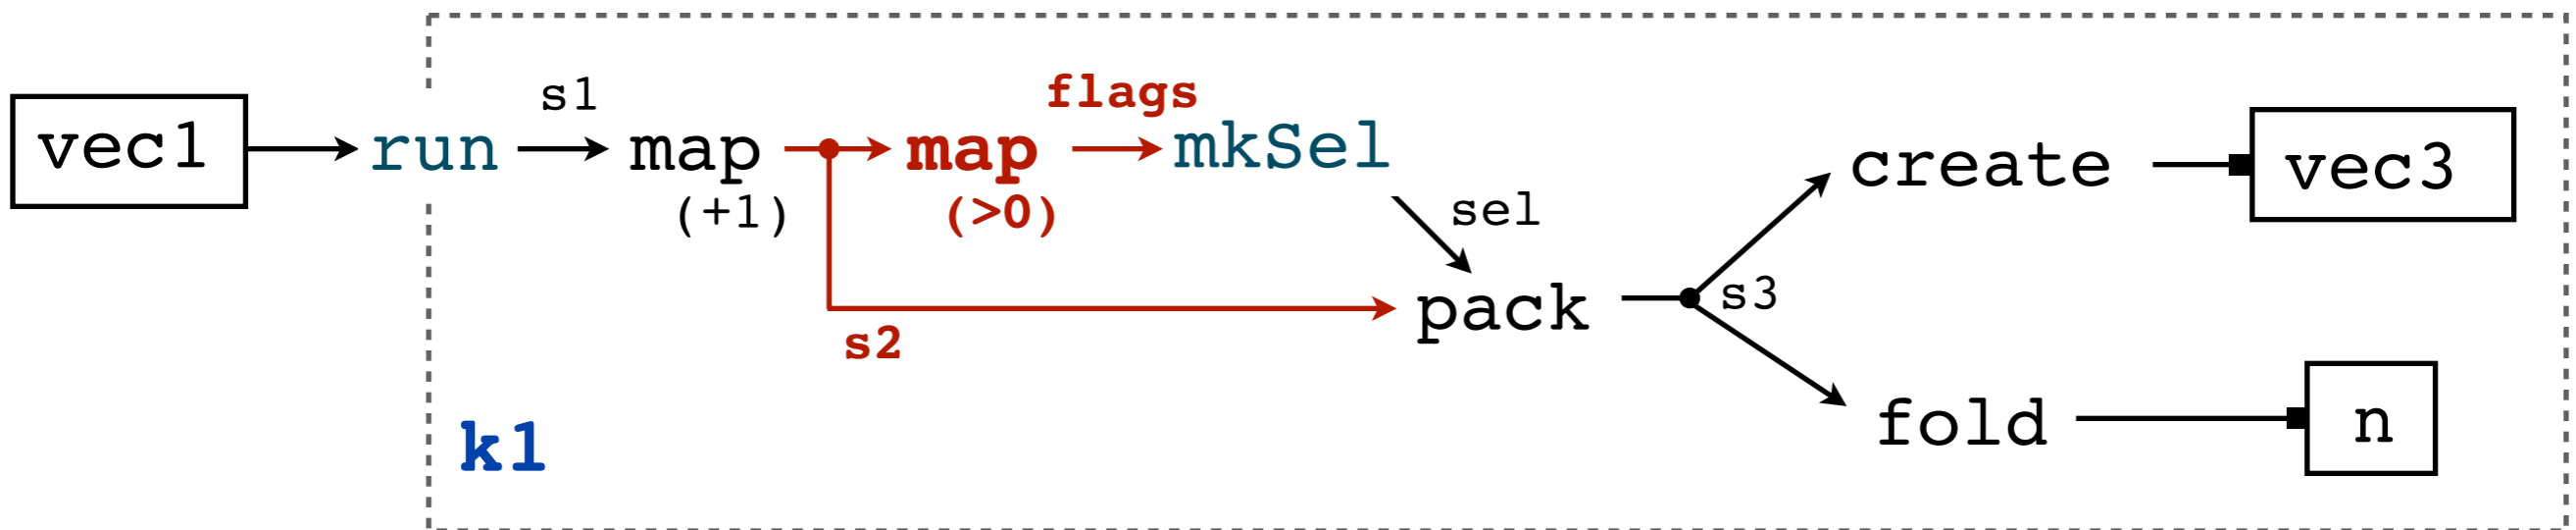 s1
flags
vec1
run
map
map
mkSel
create
vec3
(+1)
(>0)
sel
pack
s3
s2
fold
n
k1